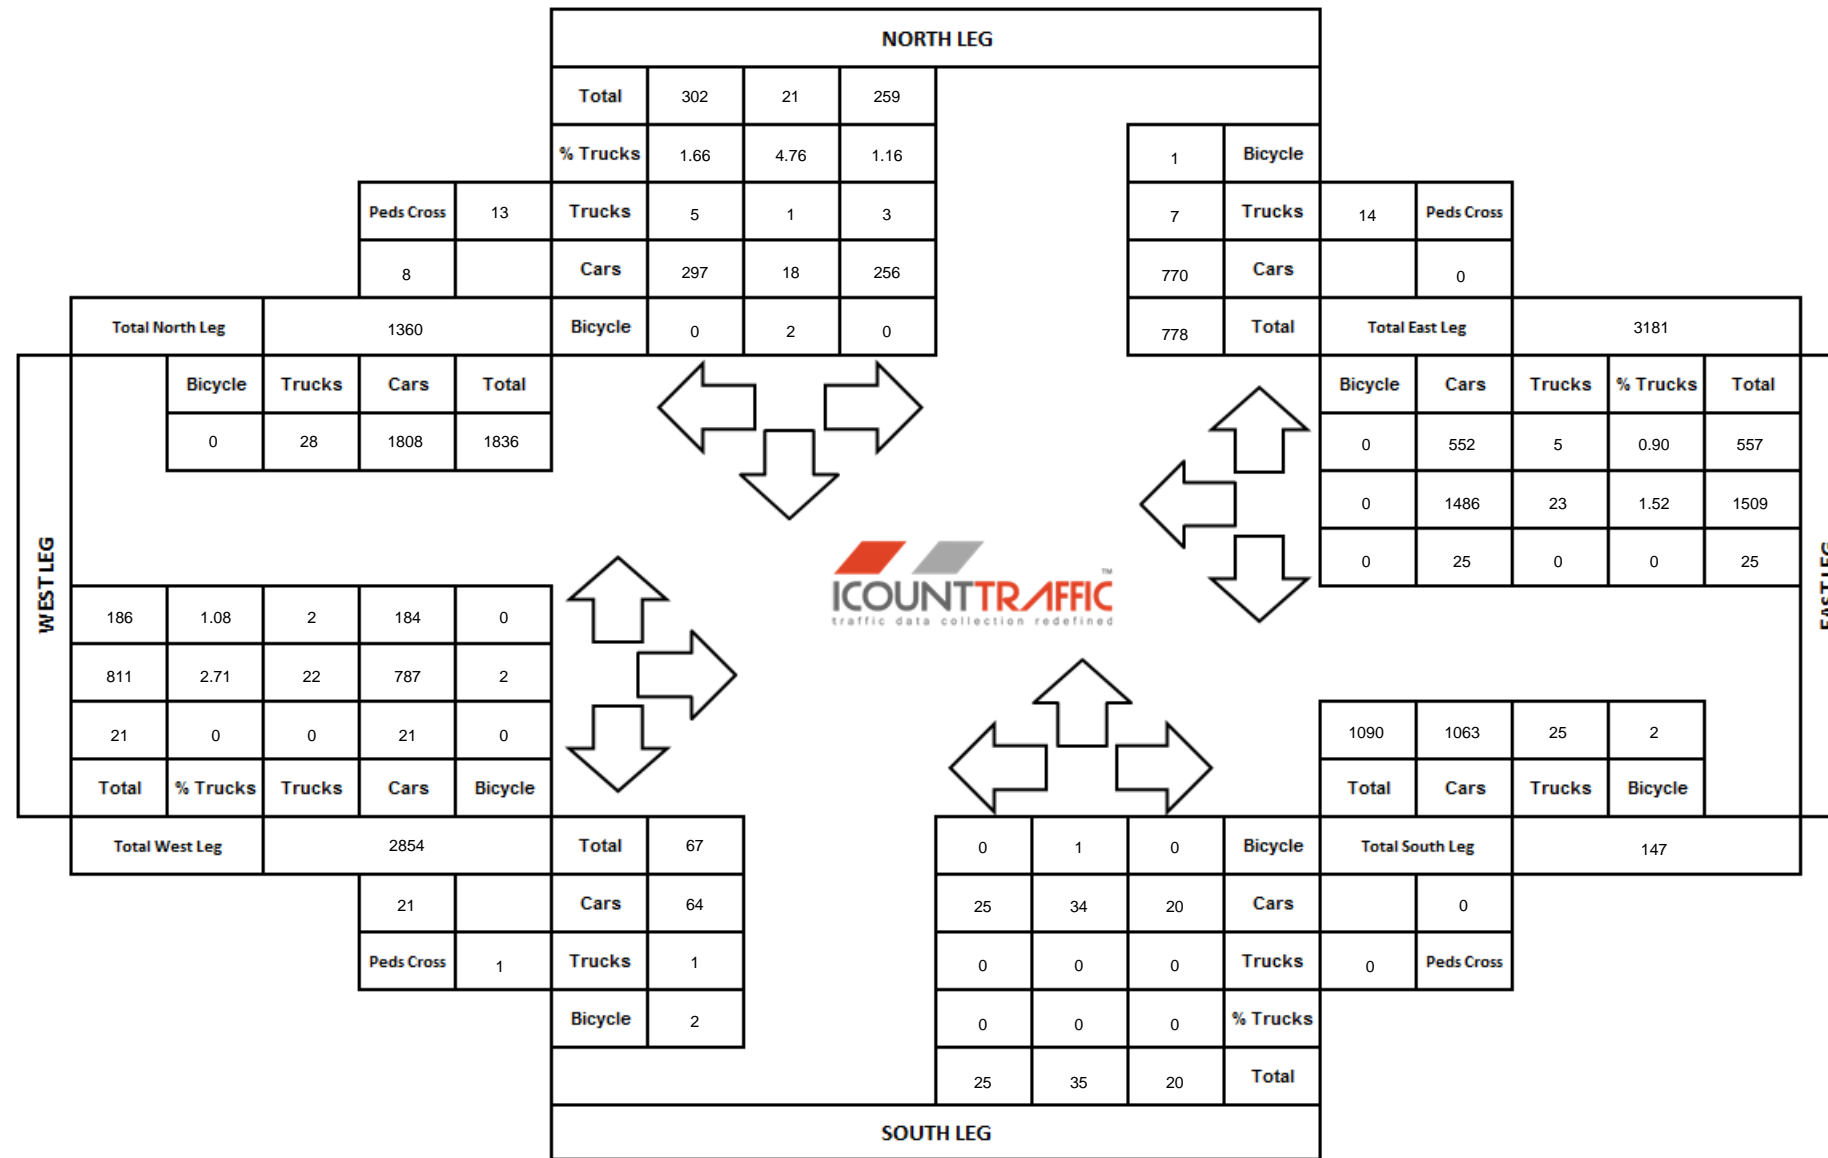 NORTH LEG
Total 302 21 259
% Trucks 1.66 4.76 1.16 1 Bicycle
Peds Cross 13 Trucks 5 1 3 7 Trucks 14 Peds Cross
8 Cars 297 18 256 770 Cars 0
Total North Leg 1360 Bicycle 0 2 0 778 Total Total East Leg 3181
Bicycle Trucks Cars Total Bicycle Cars Trucks % Trucks Total
0 28 1808 1836 0 552 5 0.90 557
0 1486 23 1.52 1509
WEST LEG
EAST LEG
0 25 0 0 25
ICOUNTTRAFFIC™
traffic data collection redefined
186 1.08 2 184 0
811 2.71 22 787 2
21 0 0 21 0 1090 1063 25 2
Total % Trucks Trucks Cars Bicycle Total Cars Trucks Bicycle
Total West Leg 2854 Total 67 0 1 0 Bicycle Total South Leg 147
21 Cars 64 25 34 20 Cars 0
Peds Cross 1 Trucks 1 0 0 0 Trucks 0 Peds Cross
Bicycle 2 0 0 0 % Trucks
25 35 20 Total
SOUTH LEG